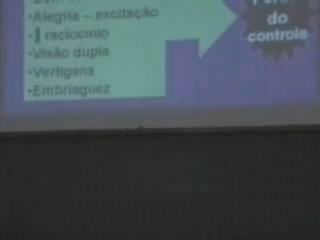 •Alegria – excitação
•⬇ raciocínio
•Visão dupla
•Vertigens
•Embriaguez
do
controle